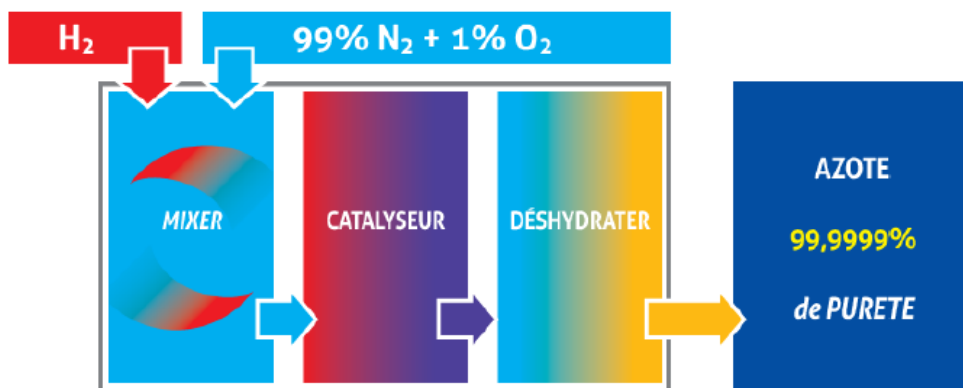 H₂
99% N₂ + 1% O₂
MIXER
CATALYSEUR
DÉSHYDRATER
AZOTE
99,9999%
de PURETE